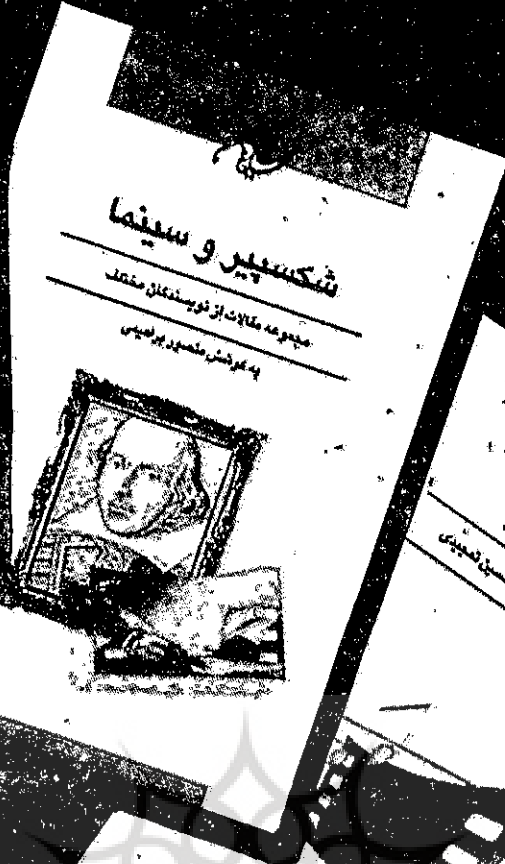 شکسپیر و سینما
مجموعه مقالات از نویسندگان مختلف
به کوشش منصور براهیمی